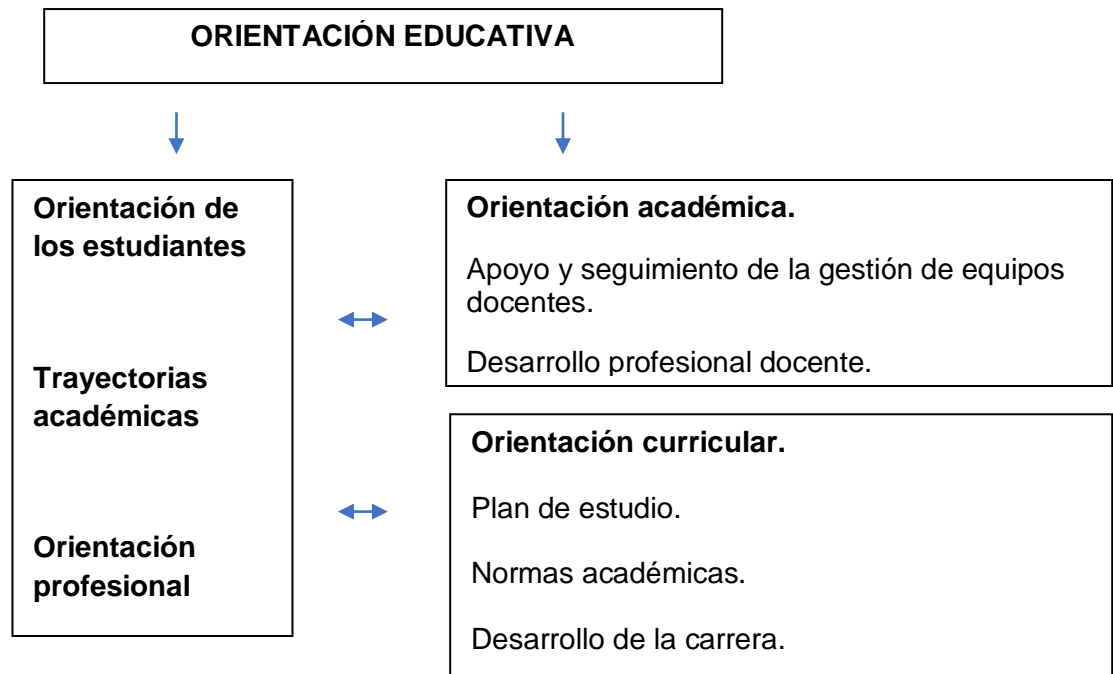 ORIENTACIÓN EDUCATIVA
Orientación de
los estudiantes
Trayectorias
académicas
Orientación
profesional
Orientación académica.
Apoyo y seguimiento de la gestión de equipos
docentes.
Desarrollo profesional docente.
Orientación curricular.
Plan de estudio.
Normas académicas.
Desarrollo de la carrera.